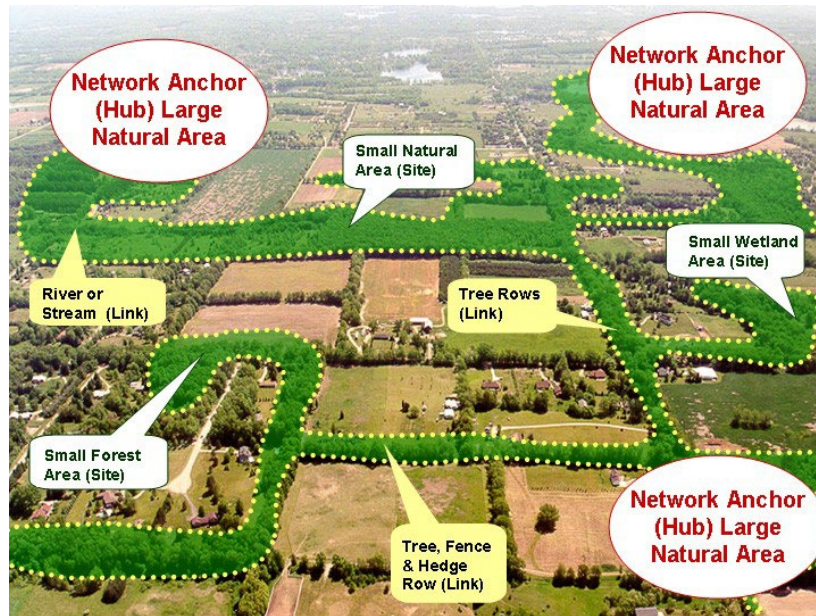 Network Anchor
(Hub) Large
Natural Area
Network Anchor
(Hub) Large
Natural Area
Small Natural
Area (Site)
Small Wetland
Area (Site)
River or
Stream (Link)
Tree Rows
(Link)
Small Forest
Area (Site)
Tree, Fence
& Hedge
Row (Link)
Network Anchor
(Hub) Large
Natural Area